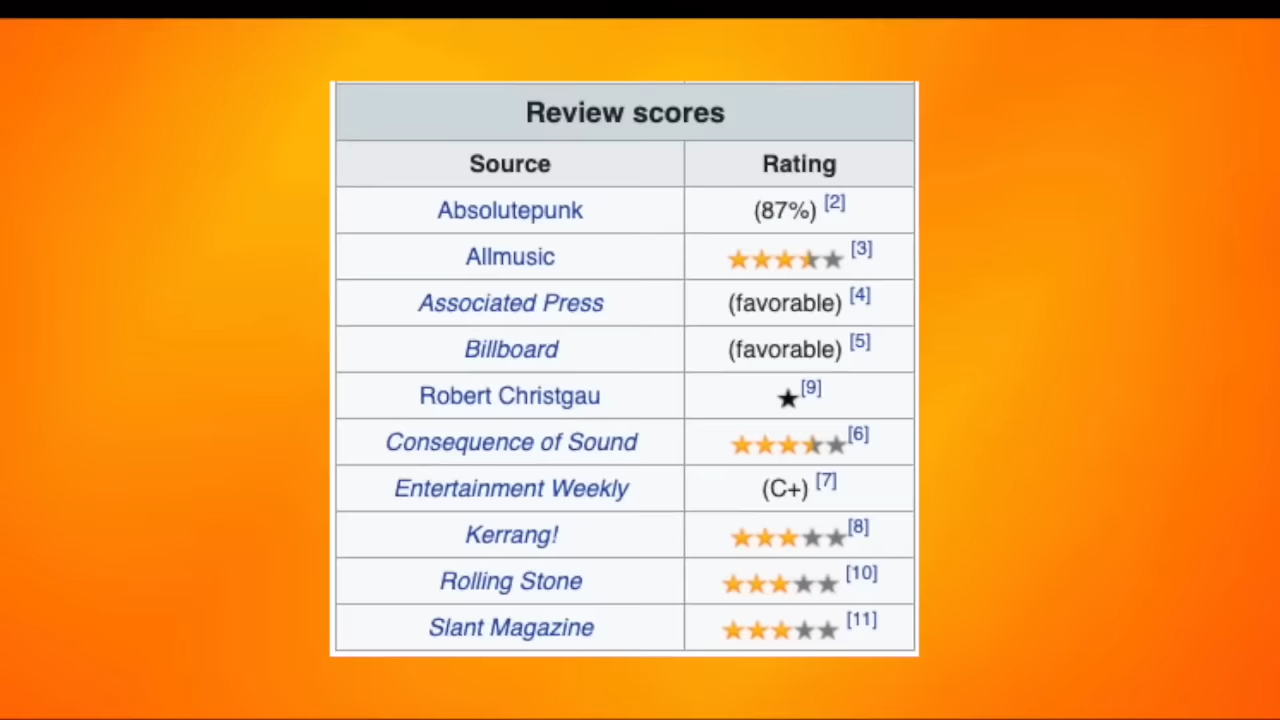 Review scores
Source Rating
Absolutepunk (87%) [2]
Allmusic [3]
Associated Press (favorable) [4]
Billboard (favorable) [5]
Robert Christgau ★[9]
Consequence of Sound [6]
Entertainment Weekly (C+) [7]
Kerrang! [8]
Rolling Stone [10]
Slant Magazine [11]